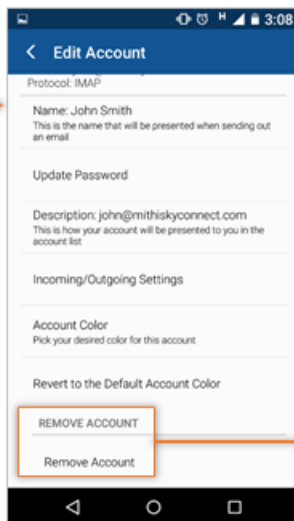 H 3:08
Edit Account
Protocol: IMAP
Name: John Smith
This is the name that will be presented when sending out
an email
Update Password
Description: john@mithiskyconnect.com
This is how your account will be presented to you in the
account list
Incoming/Outgoing Settings
Account Color
Pick your desired color for this account
Revert to the Default Account Color
REMOVE ACCOUNT
Remove Account